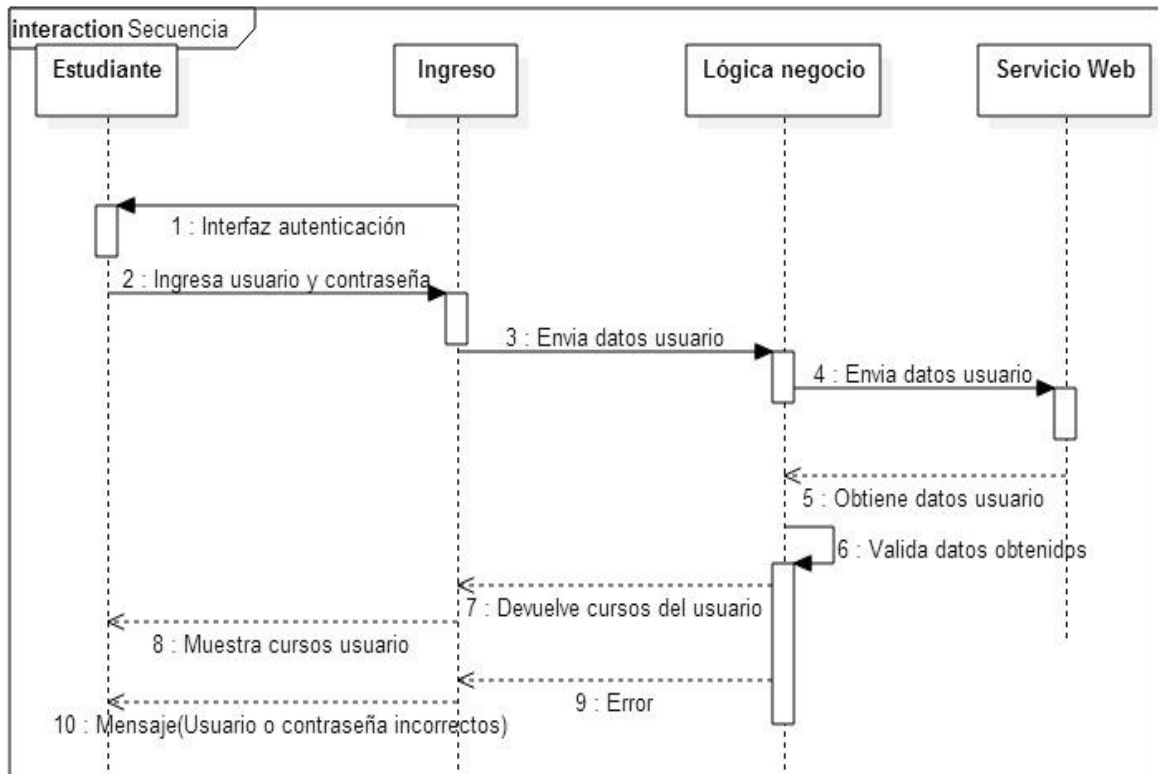 interaction Secuencia
Estudiante
Ingreso
Lógica negocio
Servicio Web
1 : Interfaz autenticación
2 : Ingresa usuario y contraseña
3 : Envia datos usuario
4 : Envia datos usuario
5 : Obtiene datos usuario
6 : Valida datos obtenidos
7 : Devuelve cursos del usuario
8 : Muestra cursos usuario
9 : Error
10 : Mensaje(Usuario o contraseña incorrectos)